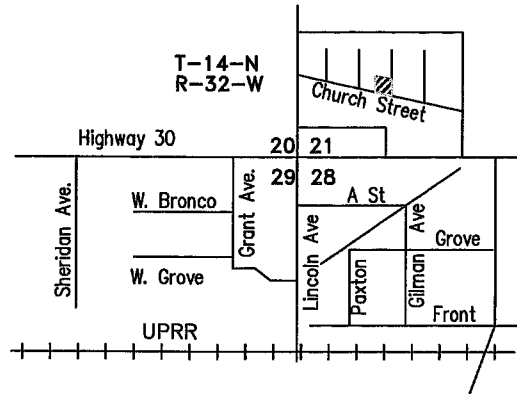 T-14-N
R-32-W
Church Street
Highway 30
20 21
29 28
A St
Sheridan Ave.
W. Bronco
Grant Ave.
Lincoln Ave
Gilman Ave
Grove
W. Grove
Paxton
Front
UPRR